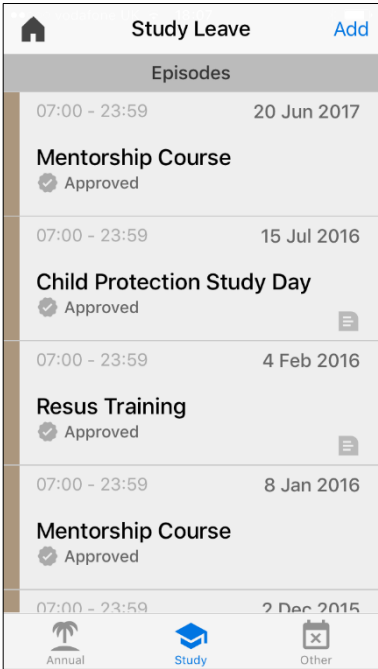 Study Leave Add
Episodes
07:00 - 23:59 20 Jun 2017
Mentorship Course
Approved
07:00 - 23:59 15 Jul 2016
Child Protection Study Day
Approved
07:00 - 23:59 4 Feb 2016
Resus Training
Approved
07:00 - 23:59 8 Jan 2016
Mentorship Course
Approved
07:00 - 23:59 2 Dec 2015
Annual Study Other